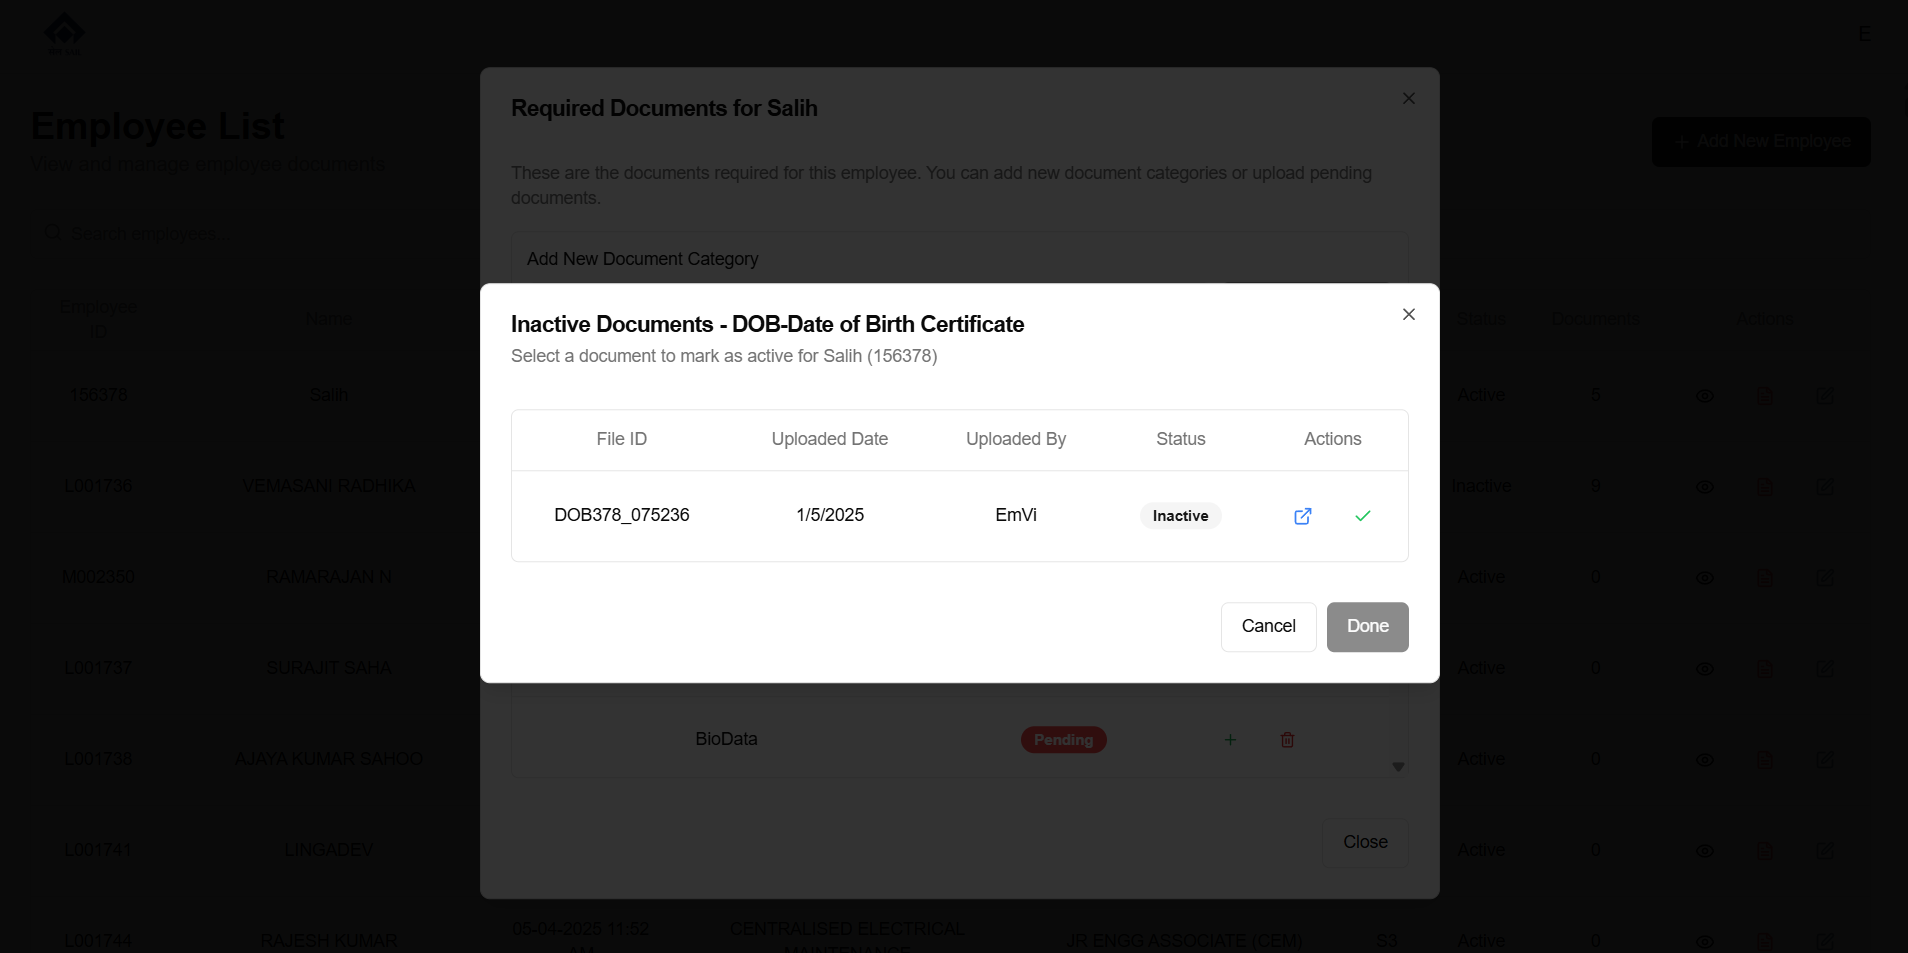 E
Employee List
View and manage employee documents
Add New Employee
Search employees...
Employee ID
Name
Status
Documents
Actions
156378
Salih
Active
5
L001736
VEMASANI RADHIKA
Inactive
9
M002350
RAMARAJAN N
Active
0
L001737
SURAJIT SAHA
Active
0
L001738
AJAYA KUMAR SAHOO
Active
0
L001741
LINGADEV
Active
0
L001744
RAJESH KUMAR
05-04-2025 11:52
AM
CENTRALISED ELECTRICAL
MAINTENANCE
JR ENGG ASSOCIATE (CEM)
S3
Active
0
Required Documents for Salih
These are the documents required for this employee. You can add new document categories or upload pending
documents.
Add New Document Category
Inactive Documents - DOB-Date of Birth Certificate
Select a document to mark as active for Salih (156378)
File ID
Uploaded Date
Uploaded By
Status
Actions
DOB378_075236
1/5/2025
EmVi
Inactive
Cancel
Done
BioData
Pending
Close